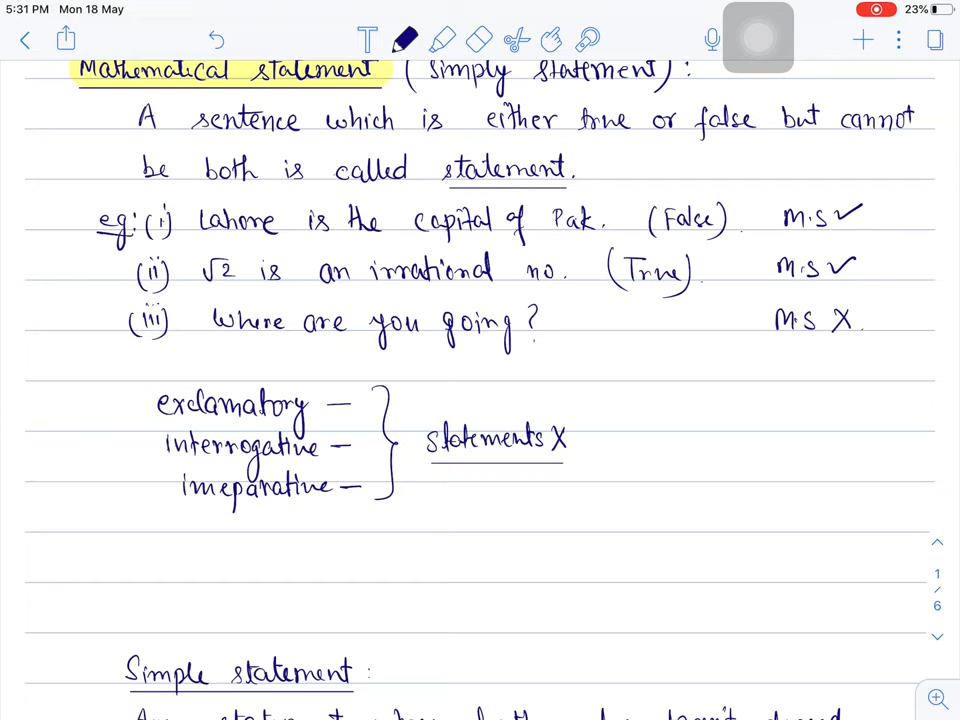 5:31 PM Mon 18 May 23%
T
Mathematical statement (simply statement) :
A sentence which is either true or false but cannot
be both is called statement.
eg: (i) Lahore is the capital of Pak. (False). M.S ✓
(ii) √2 is an irrational no. (True). M.S ✓
(iii) Where are you going? M.S X.
exclamatory —
interrogative —
imeparative —
statements X
1
/
6
Simple statement :